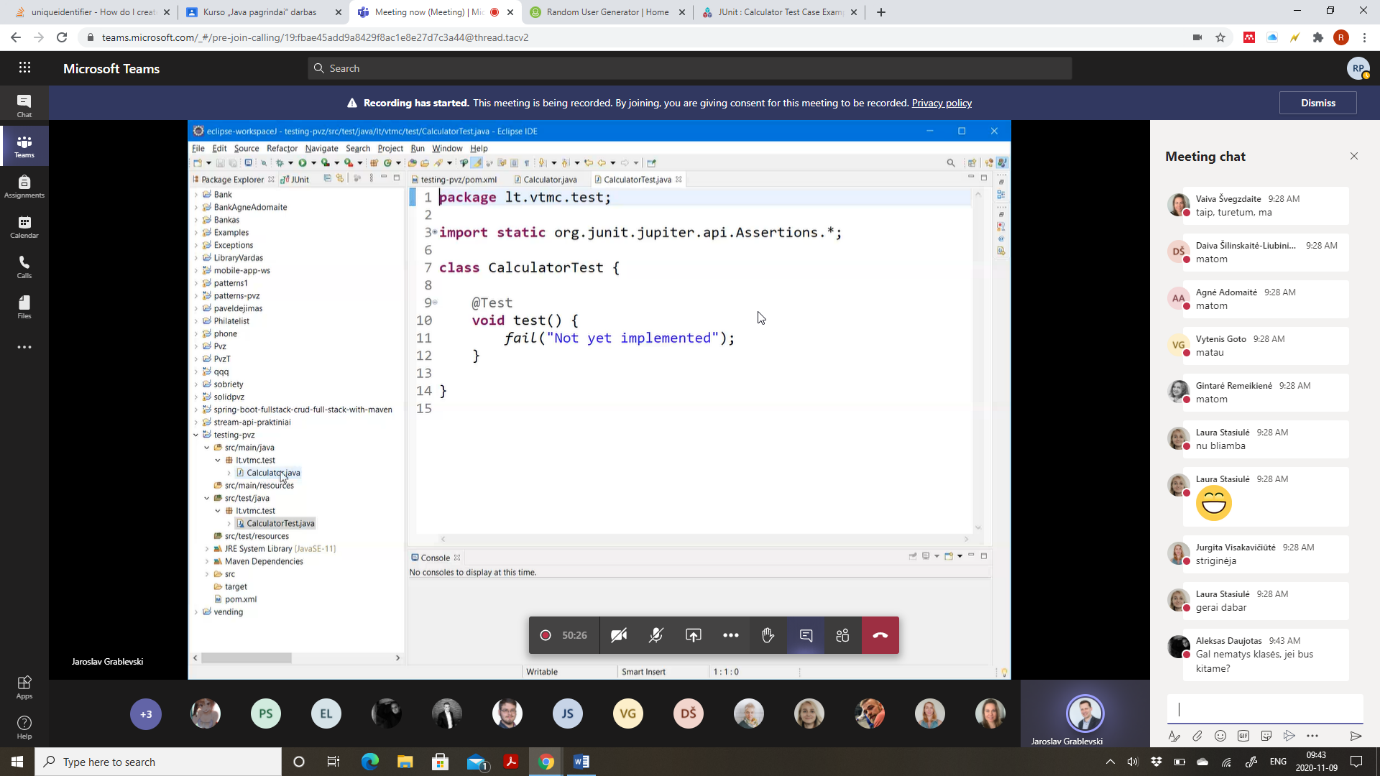 uniqueidentifier - How do I creat
Kurso „Java pagrindai" darbas
Meeting now (Meeting) | Mic
Random User Generator | Home
JUnit : Calculator Test Case Exam
teams.microsoft.com/_#/pre-join-calling/19:fbae45add9a8429f8ac1e8e27d7c3a44@thread.tacv2
R
Microsoft Teams
Search
RP
Recording has started. This meeting is being recorded. By joining, you are giving consent for this meeting to be recorded. Privacy policy
Dismiss
Chat
Teams
Assignments
Calendar
Calls
Files
Apps
Help
eclipse-workspaceJ - testing-pvz/src/test/java/lt/vtmc/test/CalculatorTest.java - Eclipse IDE
File Edit Source Refactor Navigate Search Project Run Window Help
Package Explorer
JUnit
testing-pvz/pom.xml
Calculator.java
CalculatorTest.java
Bank
BankAgneAdomaite
Bankas
Examples
Exceptions
LibraryVardas
mobile-app-ws
patterns1
patterns-pvz
paveldejimas
Philatelist
phone
Pvz
PvzT
qqq
sobriety
solidpvz
spring-boot-fullstack-crud-full-stack-with-maven
stream-api-praktiniai
testing-pvz
src/main/java
lt.vtmc.test
Calculator.java
src/main/resources
src/test/java
lt.vtmc.test
CalculatorTest.java
src/test/resources
JRE System Library [JavaSE-11]
Maven Dependencies
src
target
pom.xml
vending
1 package lt.vtmc.test;
2
3 import static org.junit.jupiter.api.Assertions.*;
6
7 class CalculatorTest {
8
9 @Test
10 void test() {
11 fail("Not yet implemented");
12 }
13
14 }
15
Console
No consoles to display at this time.
50:26
Writable
Smart Insert
1 : 1 : 0
Jaroslav Grablevski
+3
PS
EL
JS
VG
DŠ
Jaroslav Grablevski
Meeting chat
Vaiva Švegzdaite 9:28 AM
taip, turetum, ma
DŠ
Daiva Šilinskaitė-Liubini... 9:28 AM
matom
AA
Agnė Adomaitė 9:28 AM
matom
VG
Vytenis Goto 9:28 AM
matau
Gintarė Remeikienė 9:28 AM
matom
Laura Stasiulė 9:28 AM
nu bliamba
Laura Stasiulė 9:28 AM
Jurgita Visakavičiūtė 9:28 AM
striginėja
Laura Stasiulė 9:28 AM
gerai dabar
Aleksas Daujotas 9:43 AM
Gal nematys klasės, jei bus
kitame?
GIF
Type here to search
1
ENG
09:43
2020-11-09